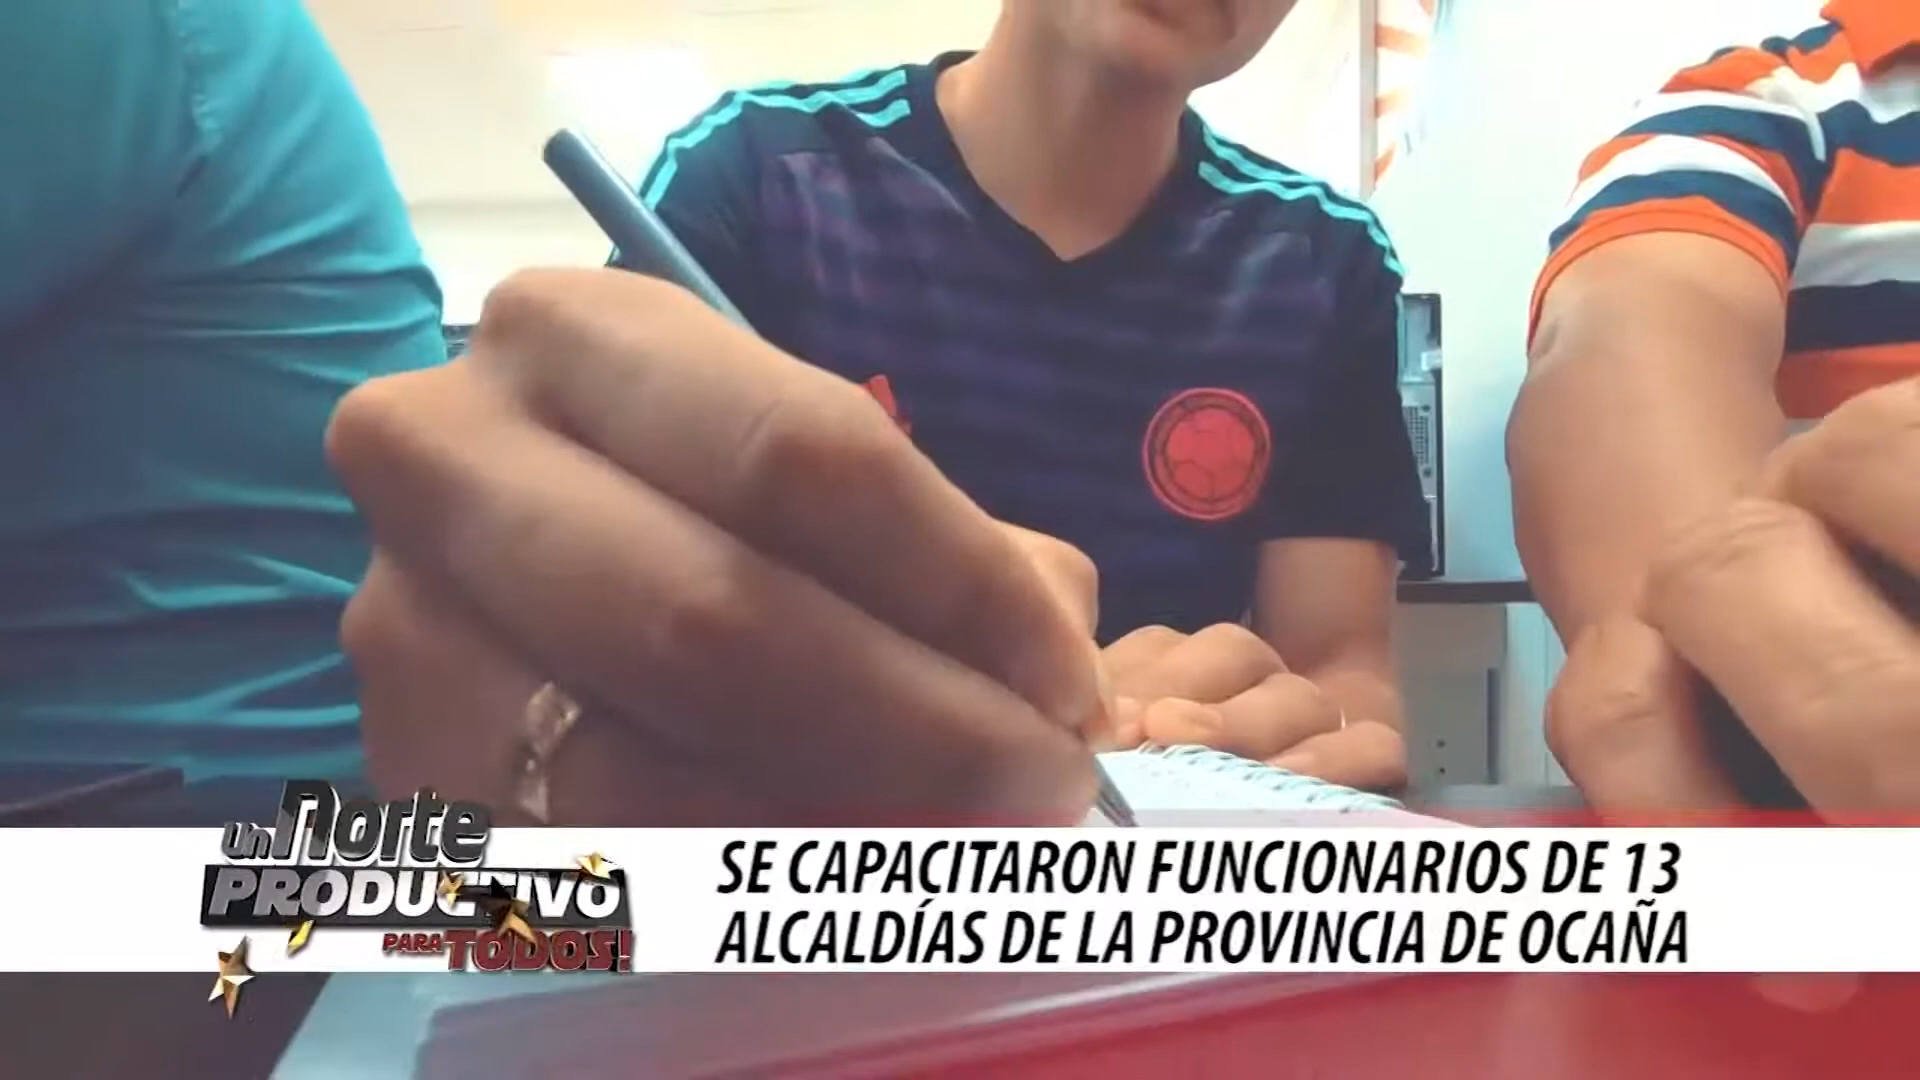 Un Norte
PRODUCTIVO
PARA TODOS!
SE CAPACITARON FUNCIONARIOS DE 13
ALCALDÍAS DE LA PROVINCIA DE OCAÑA